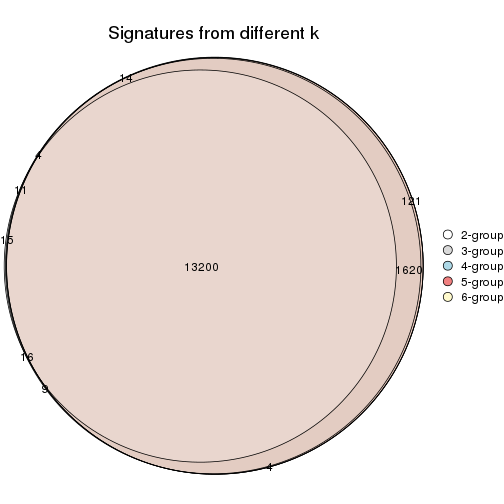 Signatures from different k
14
4
11
121
15
13200
1620
16
9
4
2-group
3-group
4-group
5-group
6-group